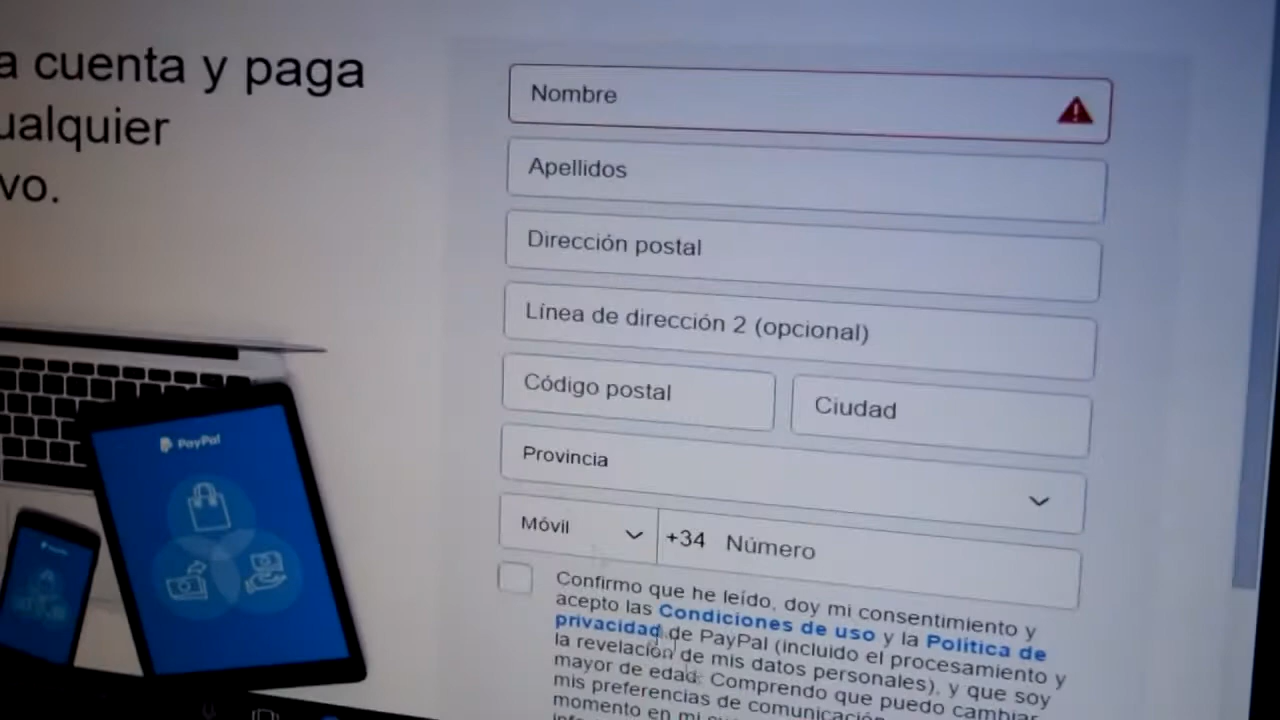 a cuenta y paga
ualquier
vo.
PayPal
Nombre
Apellidos
Dirección postal
Línea de dirección 2 (opcional)
Código postal
Ciudad
Provincia
Móvil
+34 Número
Confirmo que he leído, doy mi consentimiento y
acepto las Condiciones de uso y la Política de
privacidad de PayPal (incluido el procesamiento y
la revelación de mis datos personales), y que soy
mayor de edad. Comprendo que puedo cambiar
mis preferencias de comunicación
momento en mi